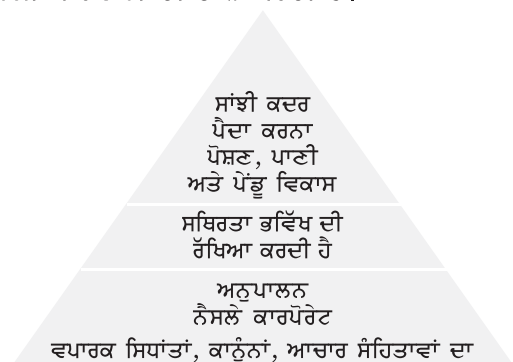 ਸਾਂਝੀ ਕਦਰ
ਪੈਦਾ ਕਰਨਾ
ਪੋਸ਼ਣ, ਪਾਣੀ
ਅਤੇ ਪੇਂਡੂ ਵਿਕਾਸ
ਸਥਿਰਤਾ ਭਵਿੱਖ ਦੀ
ਰੱਖਿਆ ਕਰਦੀ ਹੈ
ਅਨੁਪਾਲਨ
ਨੈਸਲੇ ਕਾਰਪੋਰੇਟ
ਵਪਾਰਕ ਸਿਧਾਂਤਾਂ, ਕਾਨੂੰਨਾਂ, ਆਚਾਰ ਸੰਹਿਤਾਵਾਂ ਦਾ